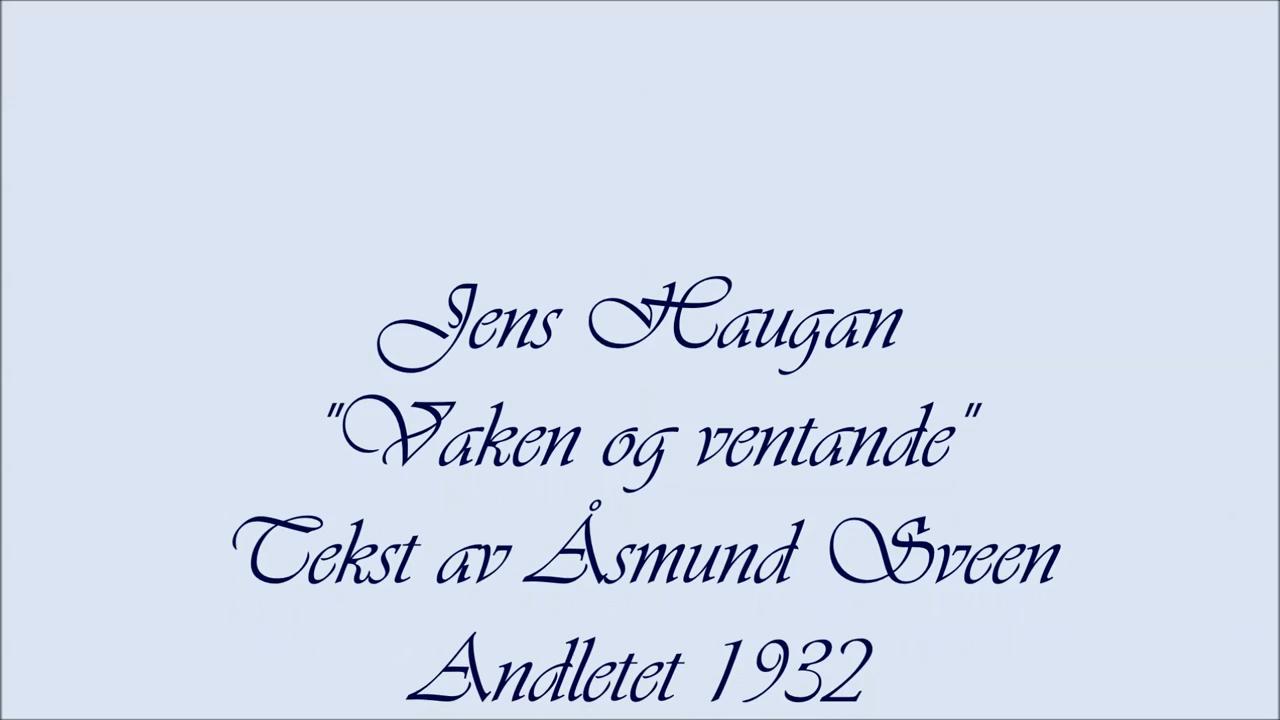 Jens Haugan
"Vaken og ventande"
Tekst av Åsmund Sveen
Andletet 1932